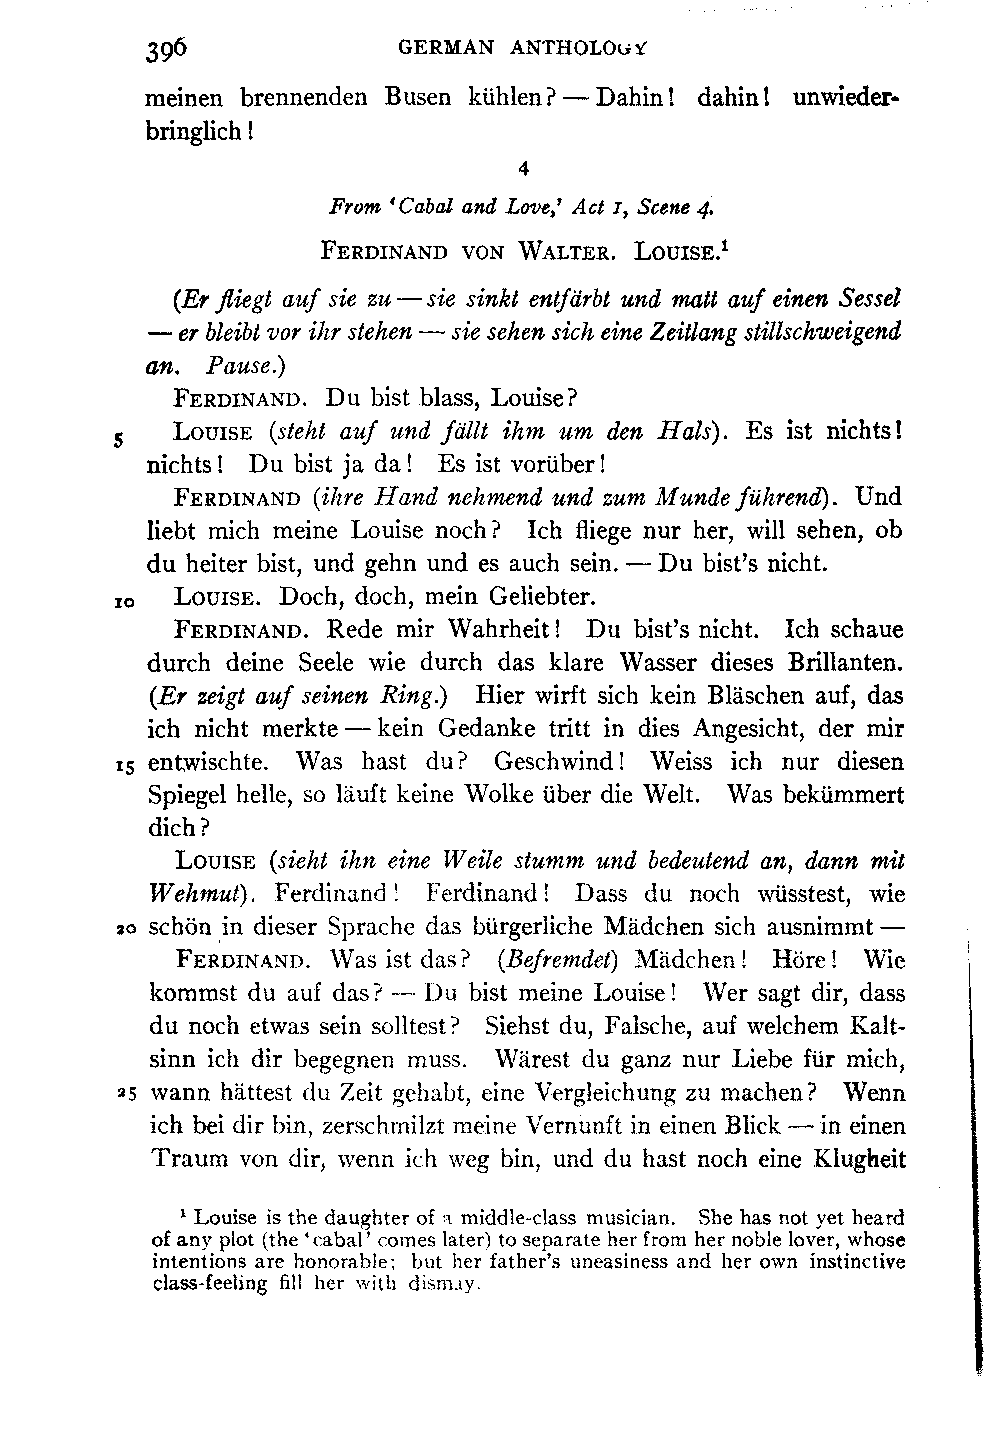 396 GERMAN ANTHOLOGY
meinen brennenden Busen kühlen? — Dahin! dahin! unwieder-
bringlich!
4
From ‘Cabal and Love,’ Act 1, Scene 4.
FERDINAND VON WALTER. LOUISE.¹
(Er fliegt auf sie zu — sie sinkt entfärbt und matt auf einen Sessel
— er bleibt vor ihr stehen — sie sehen sich eine Zeitlang stillschweigend
an. Pause.)
FERDINAND. Du bist blass, Louise?
5 LOUISE (steht auf und fällt ihm um den Hals). Es ist nichts!
nichts! Du bist ja da! Es ist vorüber!
FERDINAND (ihre Hand nehmend und zum Munde führend). Und
liebt mich meine Louise noch? Ich fliege nur her, will sehen, ob
du heiter bist, und gehn und es auch sein. — Du bist's nicht.
10 LOUISE. Doch, doch, mein Geliebter.
FERDINAND. Rede mir Wahrheit! Du bist's nicht. Ich schaue
durch deine Seele wie durch das klare Wasser dieses Brillanten.
(Er zeigt auf seinen Ring.) Hier wirft sich kein Bläschen auf, das
ich nicht merkte — kein Gedanke tritt in dies Angesicht, der mir
15 entwischte. Was hast du? Geschwind! Weiss ich nur diesen
Spiegel helle, so läuft keine Wolke über die Welt. Was bekümmert
dich?
LOUISE (sieht ihn eine Weile stumm und bedeutend an, dann mit
Wehmut). Ferdinand! Ferdinand! Dass du noch wüsstest, wie
20 schön in dieser Sprache das bürgerliche Mädchen sich ausnimmt —
FERDINAND. Was ist das? (Befremdet) Mädchen! Höre! Wie
kommst du auf das? — Du bist meine Louise! Wer sagt dir, dass
du noch etwas sein solltest? Siehst du, Falsche, auf welchem Kalt-
sinn ich dir begegnen muss. Wärest du ganz nur Liebe für mich,
25 wann hättest du Zeit gehabt, eine Vergleichung zu machen? Wenn
ich bei dir bin, zerschmilzt meine Vernunft in einen Blick — in einen
Traum von dir, wenn ich weg bin, und du hast noch eine Klugheit
¹ Louise is the daughter of a middle-class musician. She has not yet heard
of any plot (the ‘cabal’ comes later) to separate her from her noble lover, whose
intentions are honorable; but her father's uneasiness and her own instinctive
class-feeling fill her with dismay.